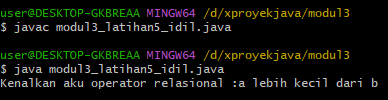 user@DESKTOP-GKBREAA MINGW64 /d/xproyekjava/modul3
$ javac modul3_latihan5_idil.java
user@DESKTOP-GKBREAA MINGW64 /d/xproyekjava/modul3
$ java modul3_latihan5_idil.java
Kenalkan aku operator relasional :a lebih kecil dari b